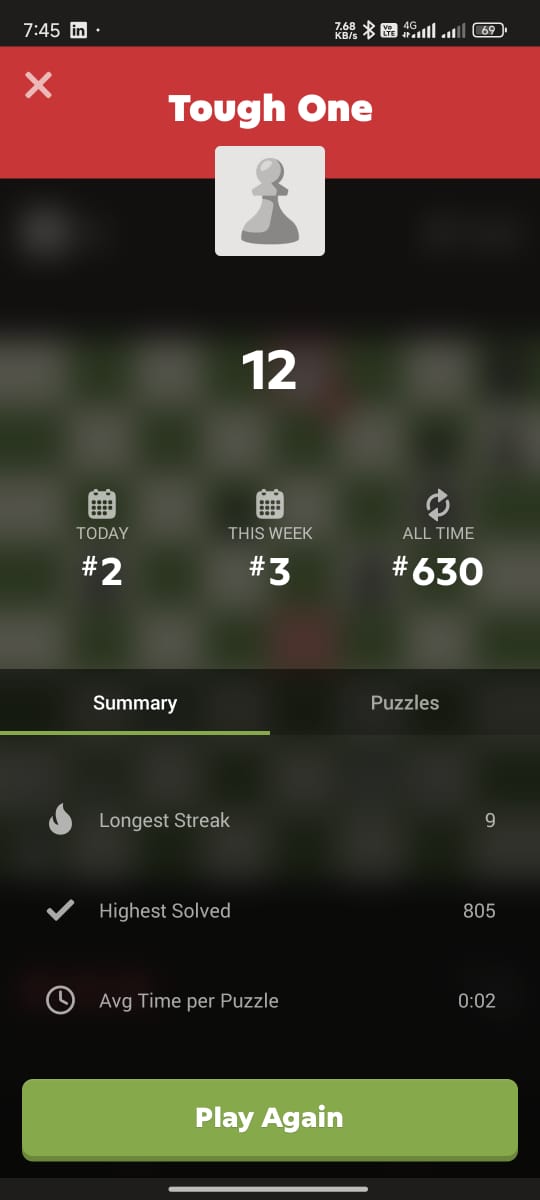 7:45 in · 7.68 KB/s Vo LTE 4G 69
Tough One
12
TODAY THIS WEEK ALL TIME
#2 #3 #630
Summary Puzzles
Longest Streak 9
Highest Solved 805
Avg Time per Puzzle 0:02
Play Again